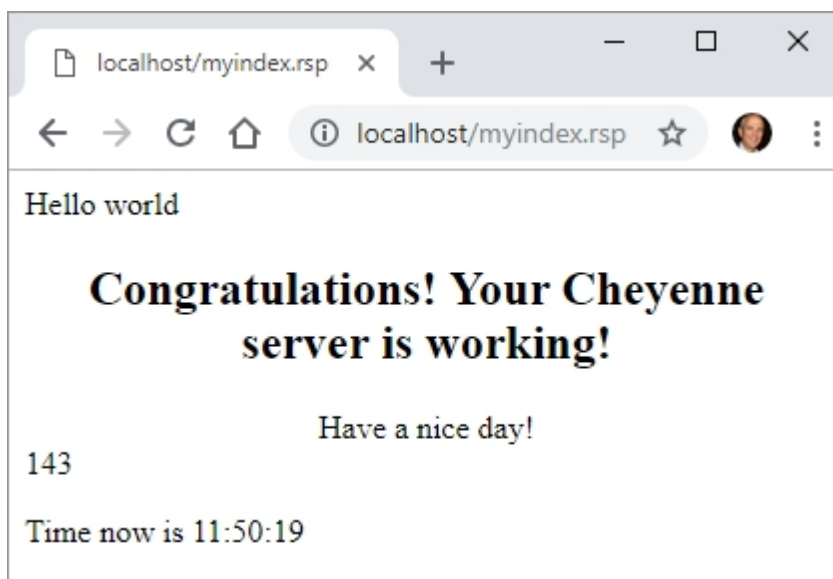 localhost/myindex.rsp
localhost/myindex.rsp
Hello world
Congratulations! Your Cheyenne
server is working!
Have a nice day!
143
Time now is 11:50:19